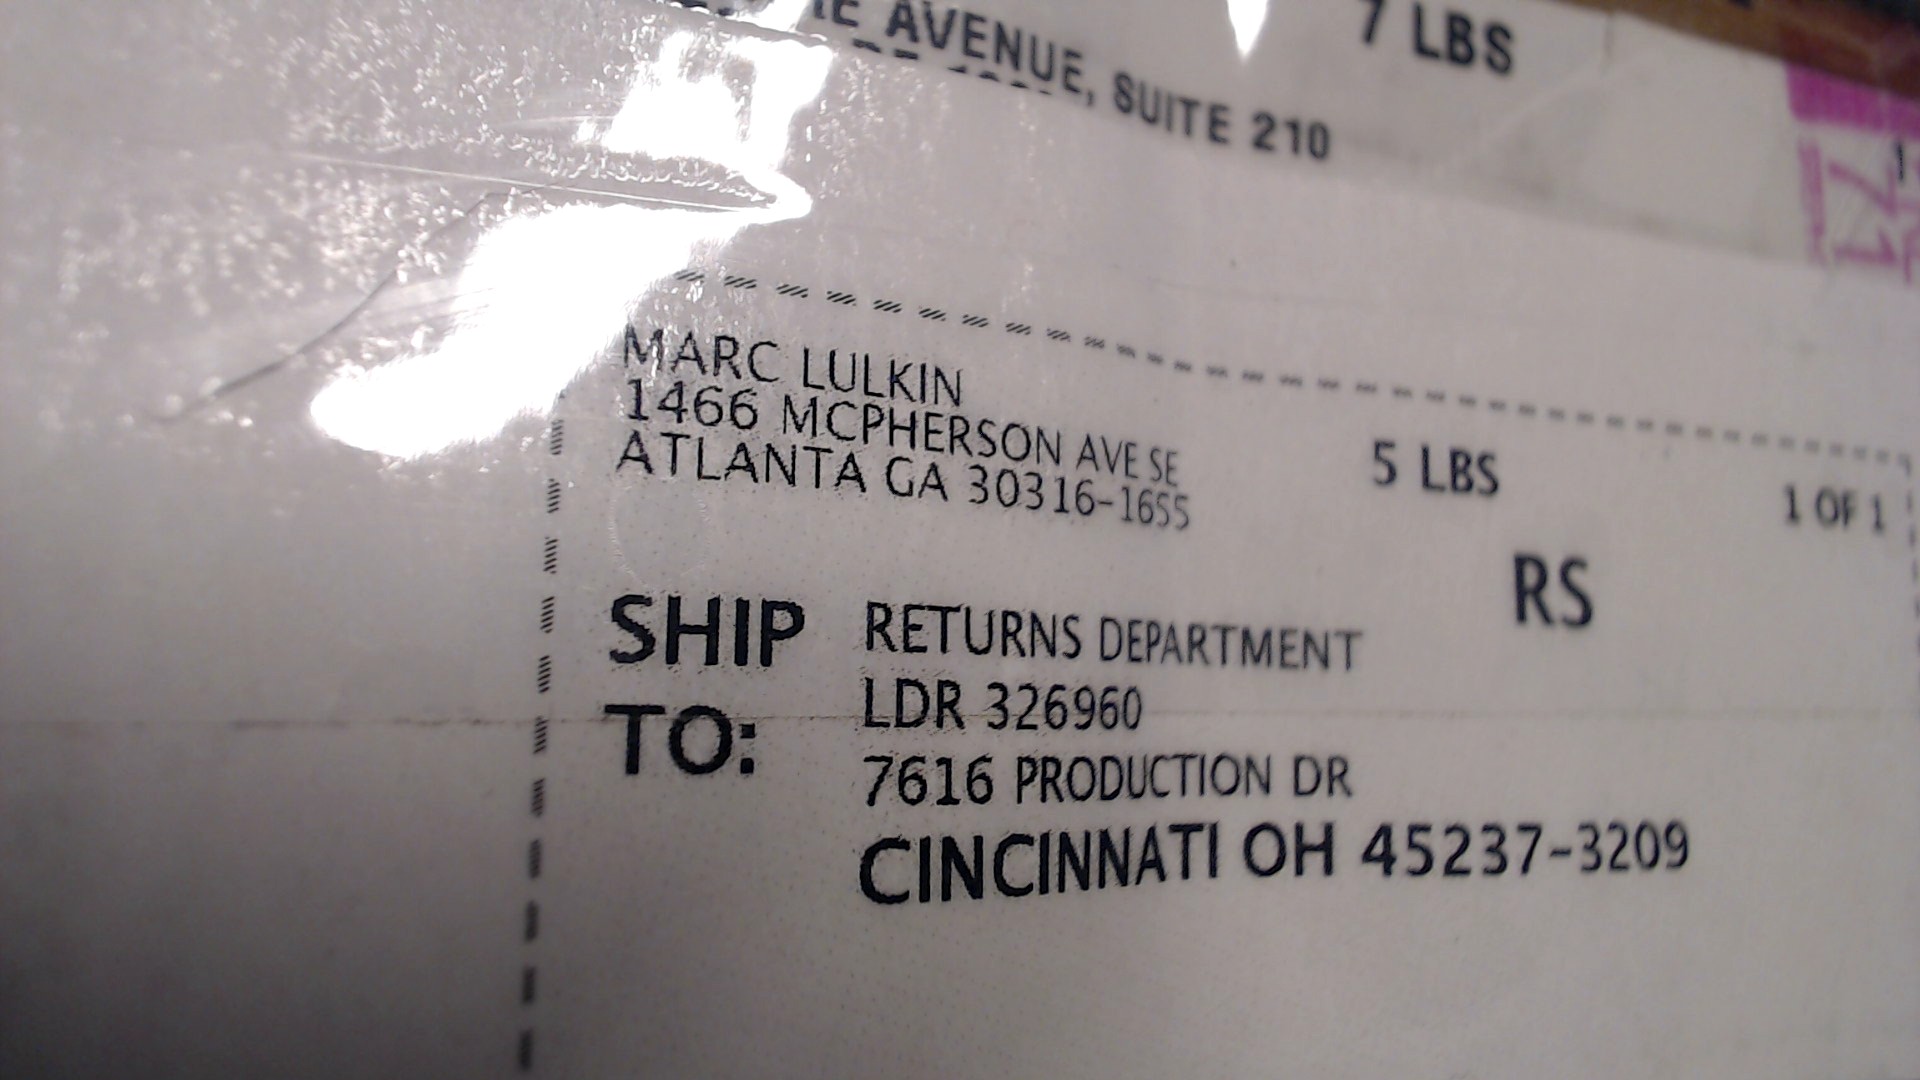 AVENUE, SUITE 210
7 LBS
MARC LULKIN
1466 MCPHERSON AVE SE
ATLANTA GA 30316-1655
5 LBS
1 OF 1
RS
SHIP TO:
RETURNS DEPARTMENT
LDR 326960
7616 PRODUCTION DR
CINCINNATI OH 45237-3209